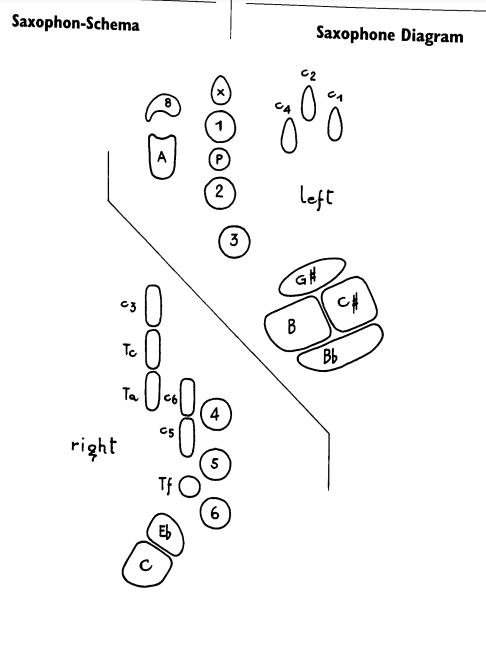 Saxophon-Schema
Saxophone Diagram
8
A
x
1
P
2
3
C4
C2
C1
left
G#
C#
B
Bb
C3
Tc
Ta
C6
C5
4
right
5
Tf
6
Eb
C